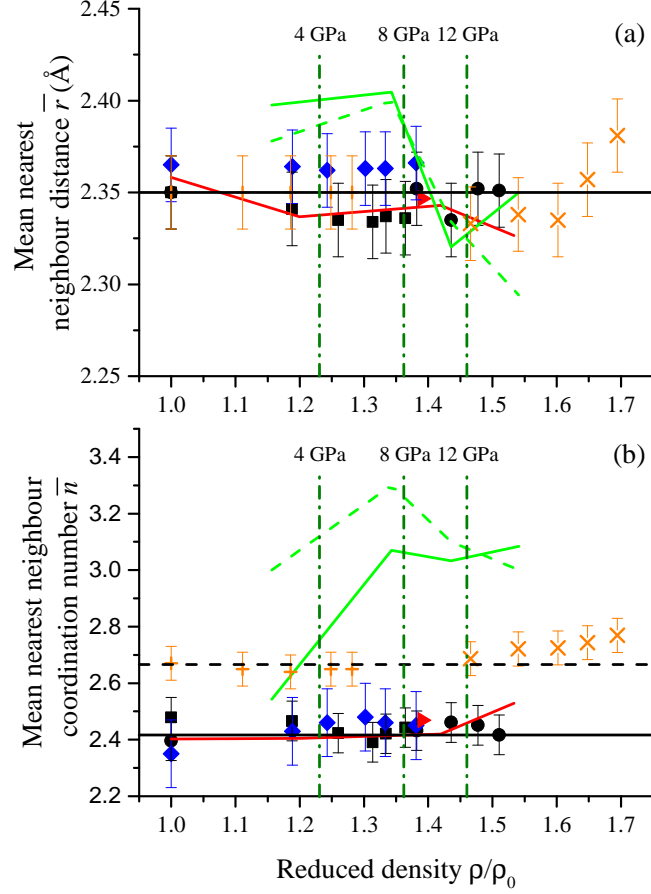 4 GPa 8 GPa 12 GPa
(a)
Mean nearest
neighbour distance r̅ (Å)
2.40
2.35
2.30
2.25
1.0 1.1 1.2 1.3 1.4 1.5 1.6 1.7
4 GPa 8 GPa 12 GPa
(b)
Mean nearest neighbour
coordination number n̅
3.4
3.2
3.0
2.8
2.6
2.4
2.2
1.0 1.1 1.2 1.3 1.4 1.5 1.6 1.7
Reduced density ρ/ρ₀